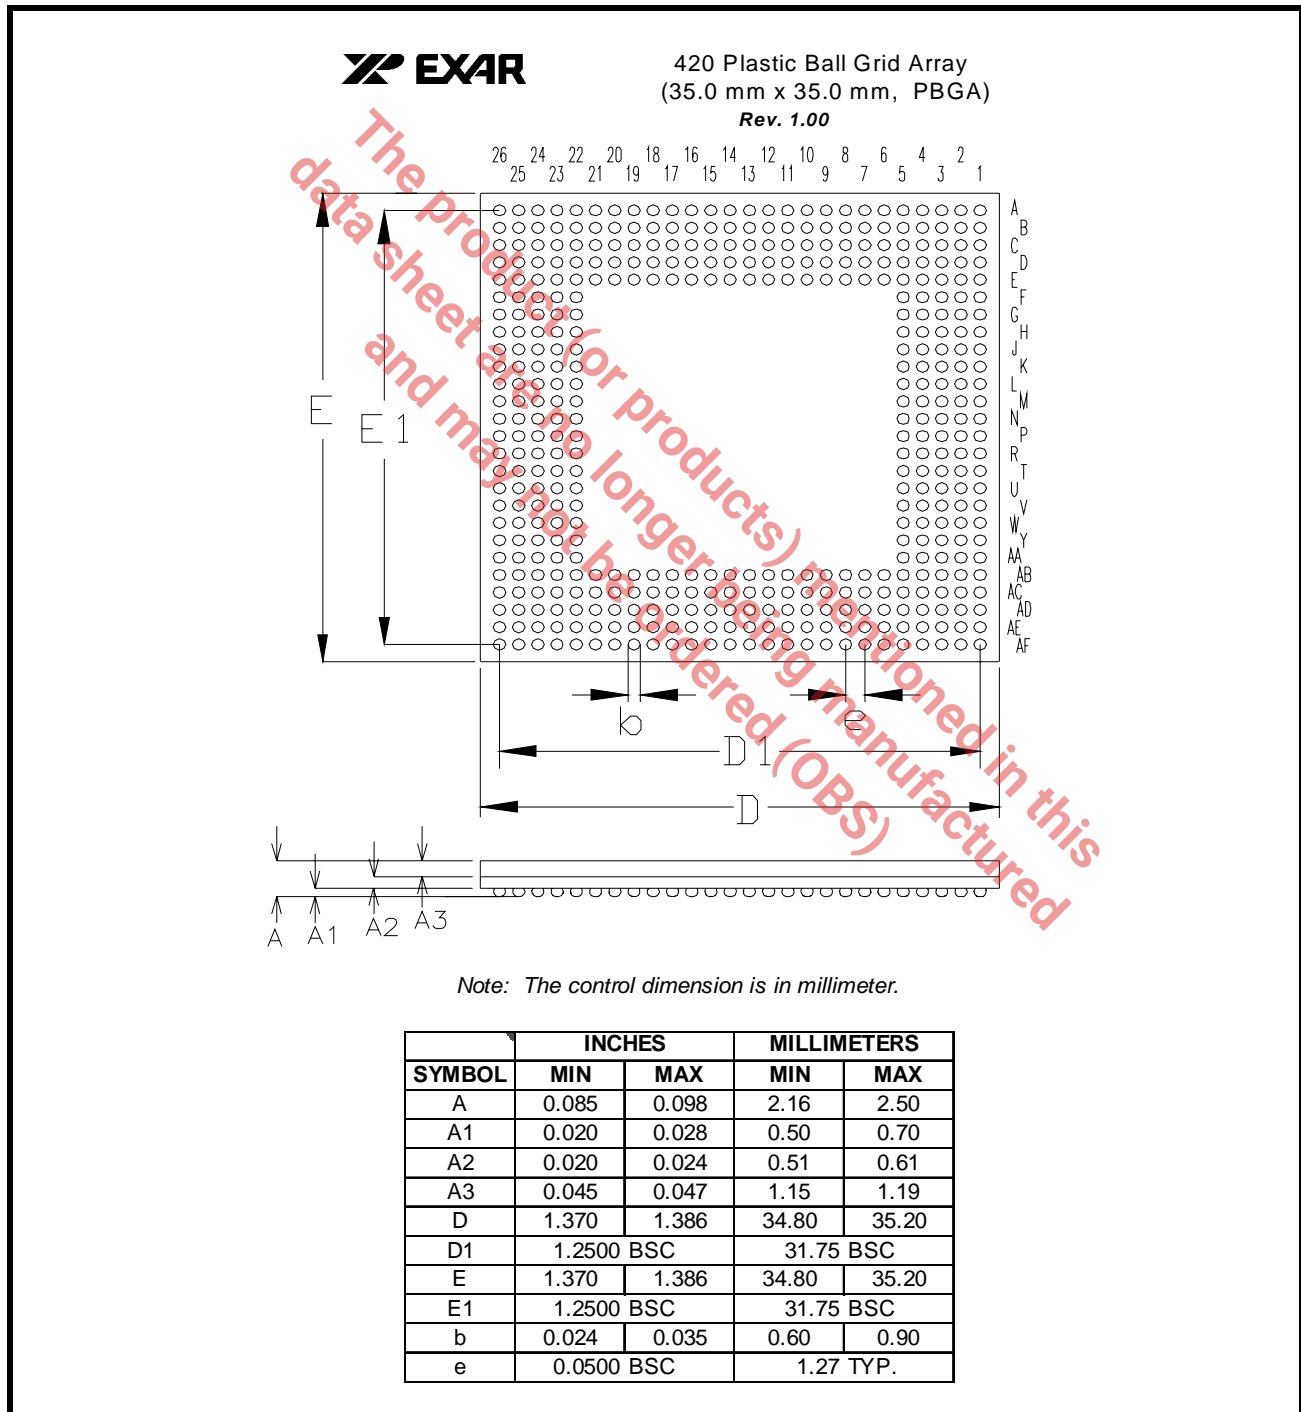 EXAR
420 Plastic Ball Grid Array
(35.0 mm x 35.0 mm, PBGA)
Rev. 1.00
26 24 22 20 18 16 14 12 10 8 6 4 2
25 23 21 19 17 15 13 11 9 7 5 3 1
A
B
C
D
E
F
G
H
J
K
L
M
N
P
R
T
U
V
W
Y
AA
AB
AC
AD
AE
AF
E
E1
b
e
D1
D
A
A1
A2
A3
The product (or products) mentioned in this
data sheet are no longer being manufactured
and may not be ordered (OBS)
Note: The control dimension is in millimeter.
INCHES MILLIMETERS
SYMBOL MIN MAX MIN MAX
A 0.085 0.098 2.16 2.50
A1 0.020 0.028 0.50 0.70
A2 0.020 0.024 0.51 0.61
A3 0.045 0.047 1.15 1.19
D 1.370 1.386 34.80 35.20
D1 1.2500 BSC 31.75 BSC
E 1.370 1.386 34.80 35.20
E1 1.2500 BSC 31.75 BSC
b 0.024 0.035 0.60 0.90
e 0.0500 BSC 1.27 TYP.